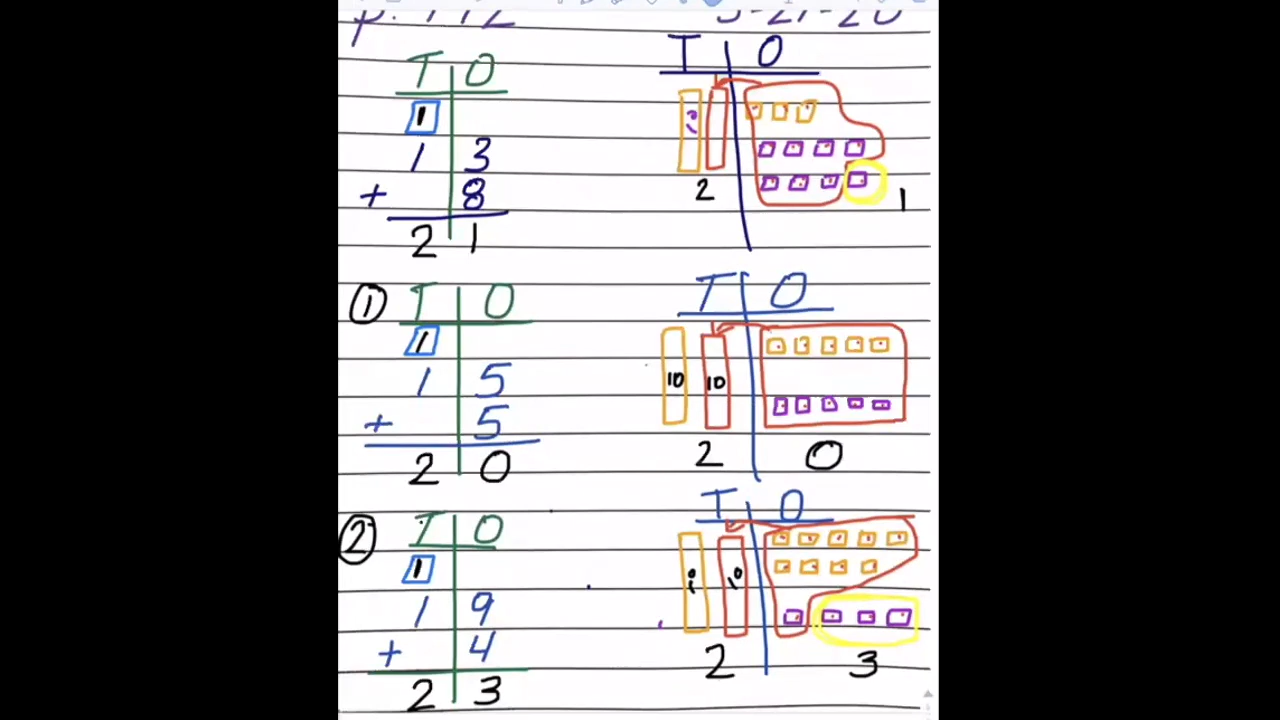 T O
T O
1
1 3
+ 8
2 1
2 1
① T O
T O
1
1 5
10 10
+ 5
2 0
2 0
② T O
T O
1
1 9
+ 4
2 3
2 3